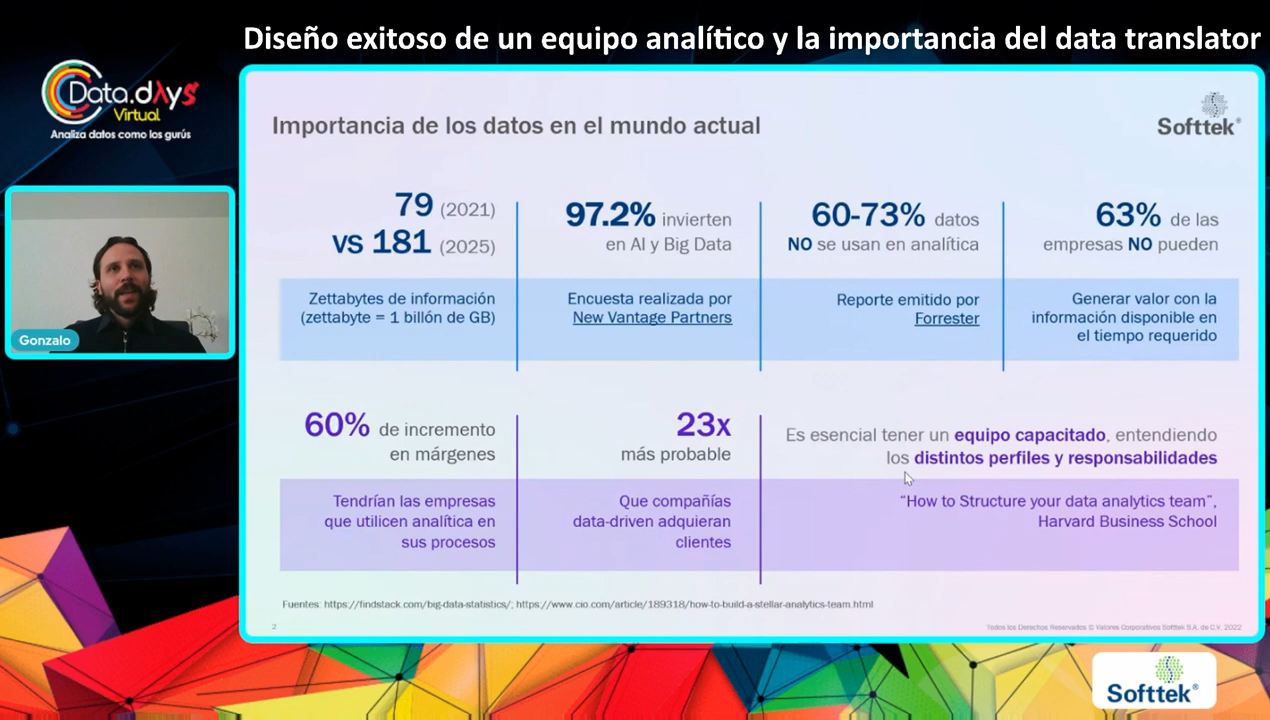 Diseño exitoso de un equipo analítico y la importancia del data translator
Data.dAys
Virtual
Analiza datos como los gurús
Gonzalo
Importancia de los datos en el mundo actual
Softtek®
79 (2021)
VS 181 (2025)
Zettabytes de información
(zettabyte = 1 billón de GB)
97.2% invierten
en AI y Big Data
Encuesta realizada por
New Vantage Partners
60-73% datos
NO se usan en analítica
Reporte emitido por
Forrester
63% de las
empresas NO pueden
Generar valor con la
información disponible en
el tiempo requerido
60% de incremento
en márgenes
Tendrían las empresas
que utilicen analítica en
sus procesos
23x
más probable
Que compañías
data-driven adquieran
clientes
Es esencial tener un equipo capacitado, entendiendo
los distintos perfiles y responsabilidades
“How to Structure your data analytics team”,
Harvard Business School
Fuentes: https://findstack.com/big-data-statistics/; https://www.cio.com/article/189318/how-to-build-a-stellar-analytics-team.html
2
Todos los Derechos Reservados © Valores Corporativos Softtek S.A. de C.V. 2022
Softtek®